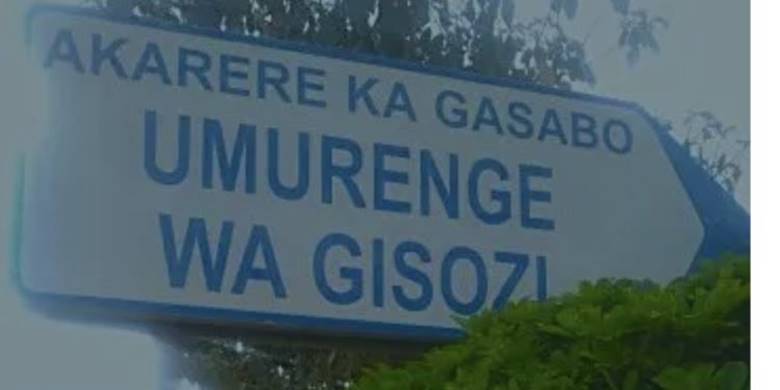 AKARERE KA GASABO
UMURENGE
WA GISOZI